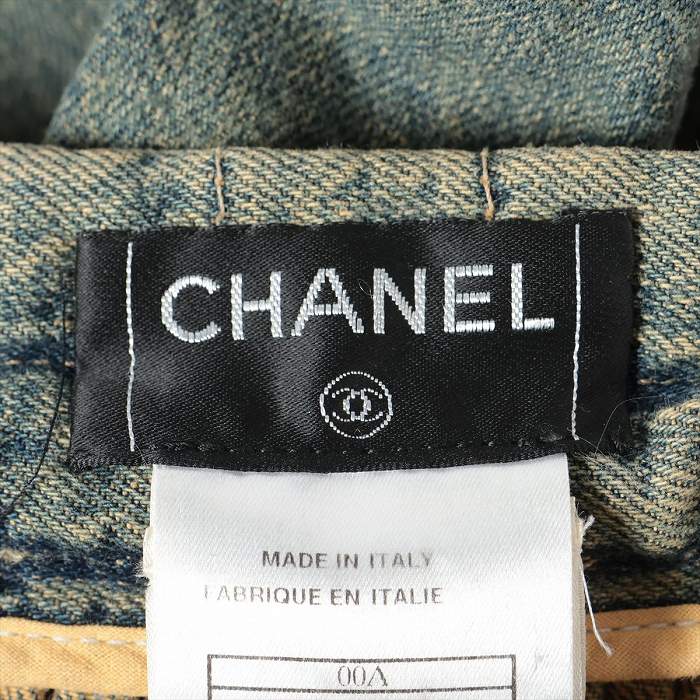 CHANEL
MADE IN ITALY
FABRIQUE EN ITALIE
00A